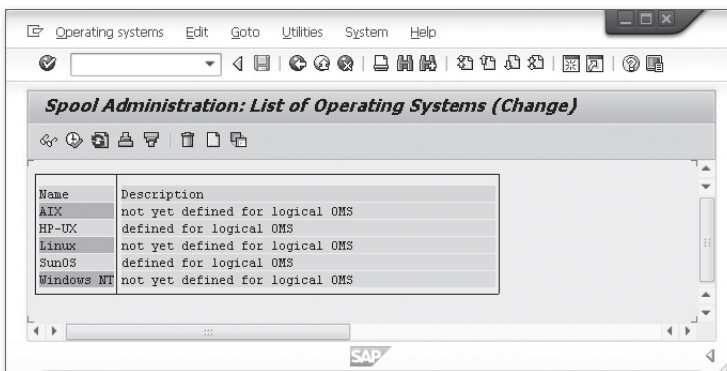 Operating systems Edit Goto Utilities System Help
Spool Administration: List of Operating Systems (Change)
Name Description
AIX not yet defined for logical OMS
HP-UX defined for logical OMS
Linux not yet defined for logical OMS
SunOS defined for logical OMS
Windows NT not yet defined for logical OMS
SAP